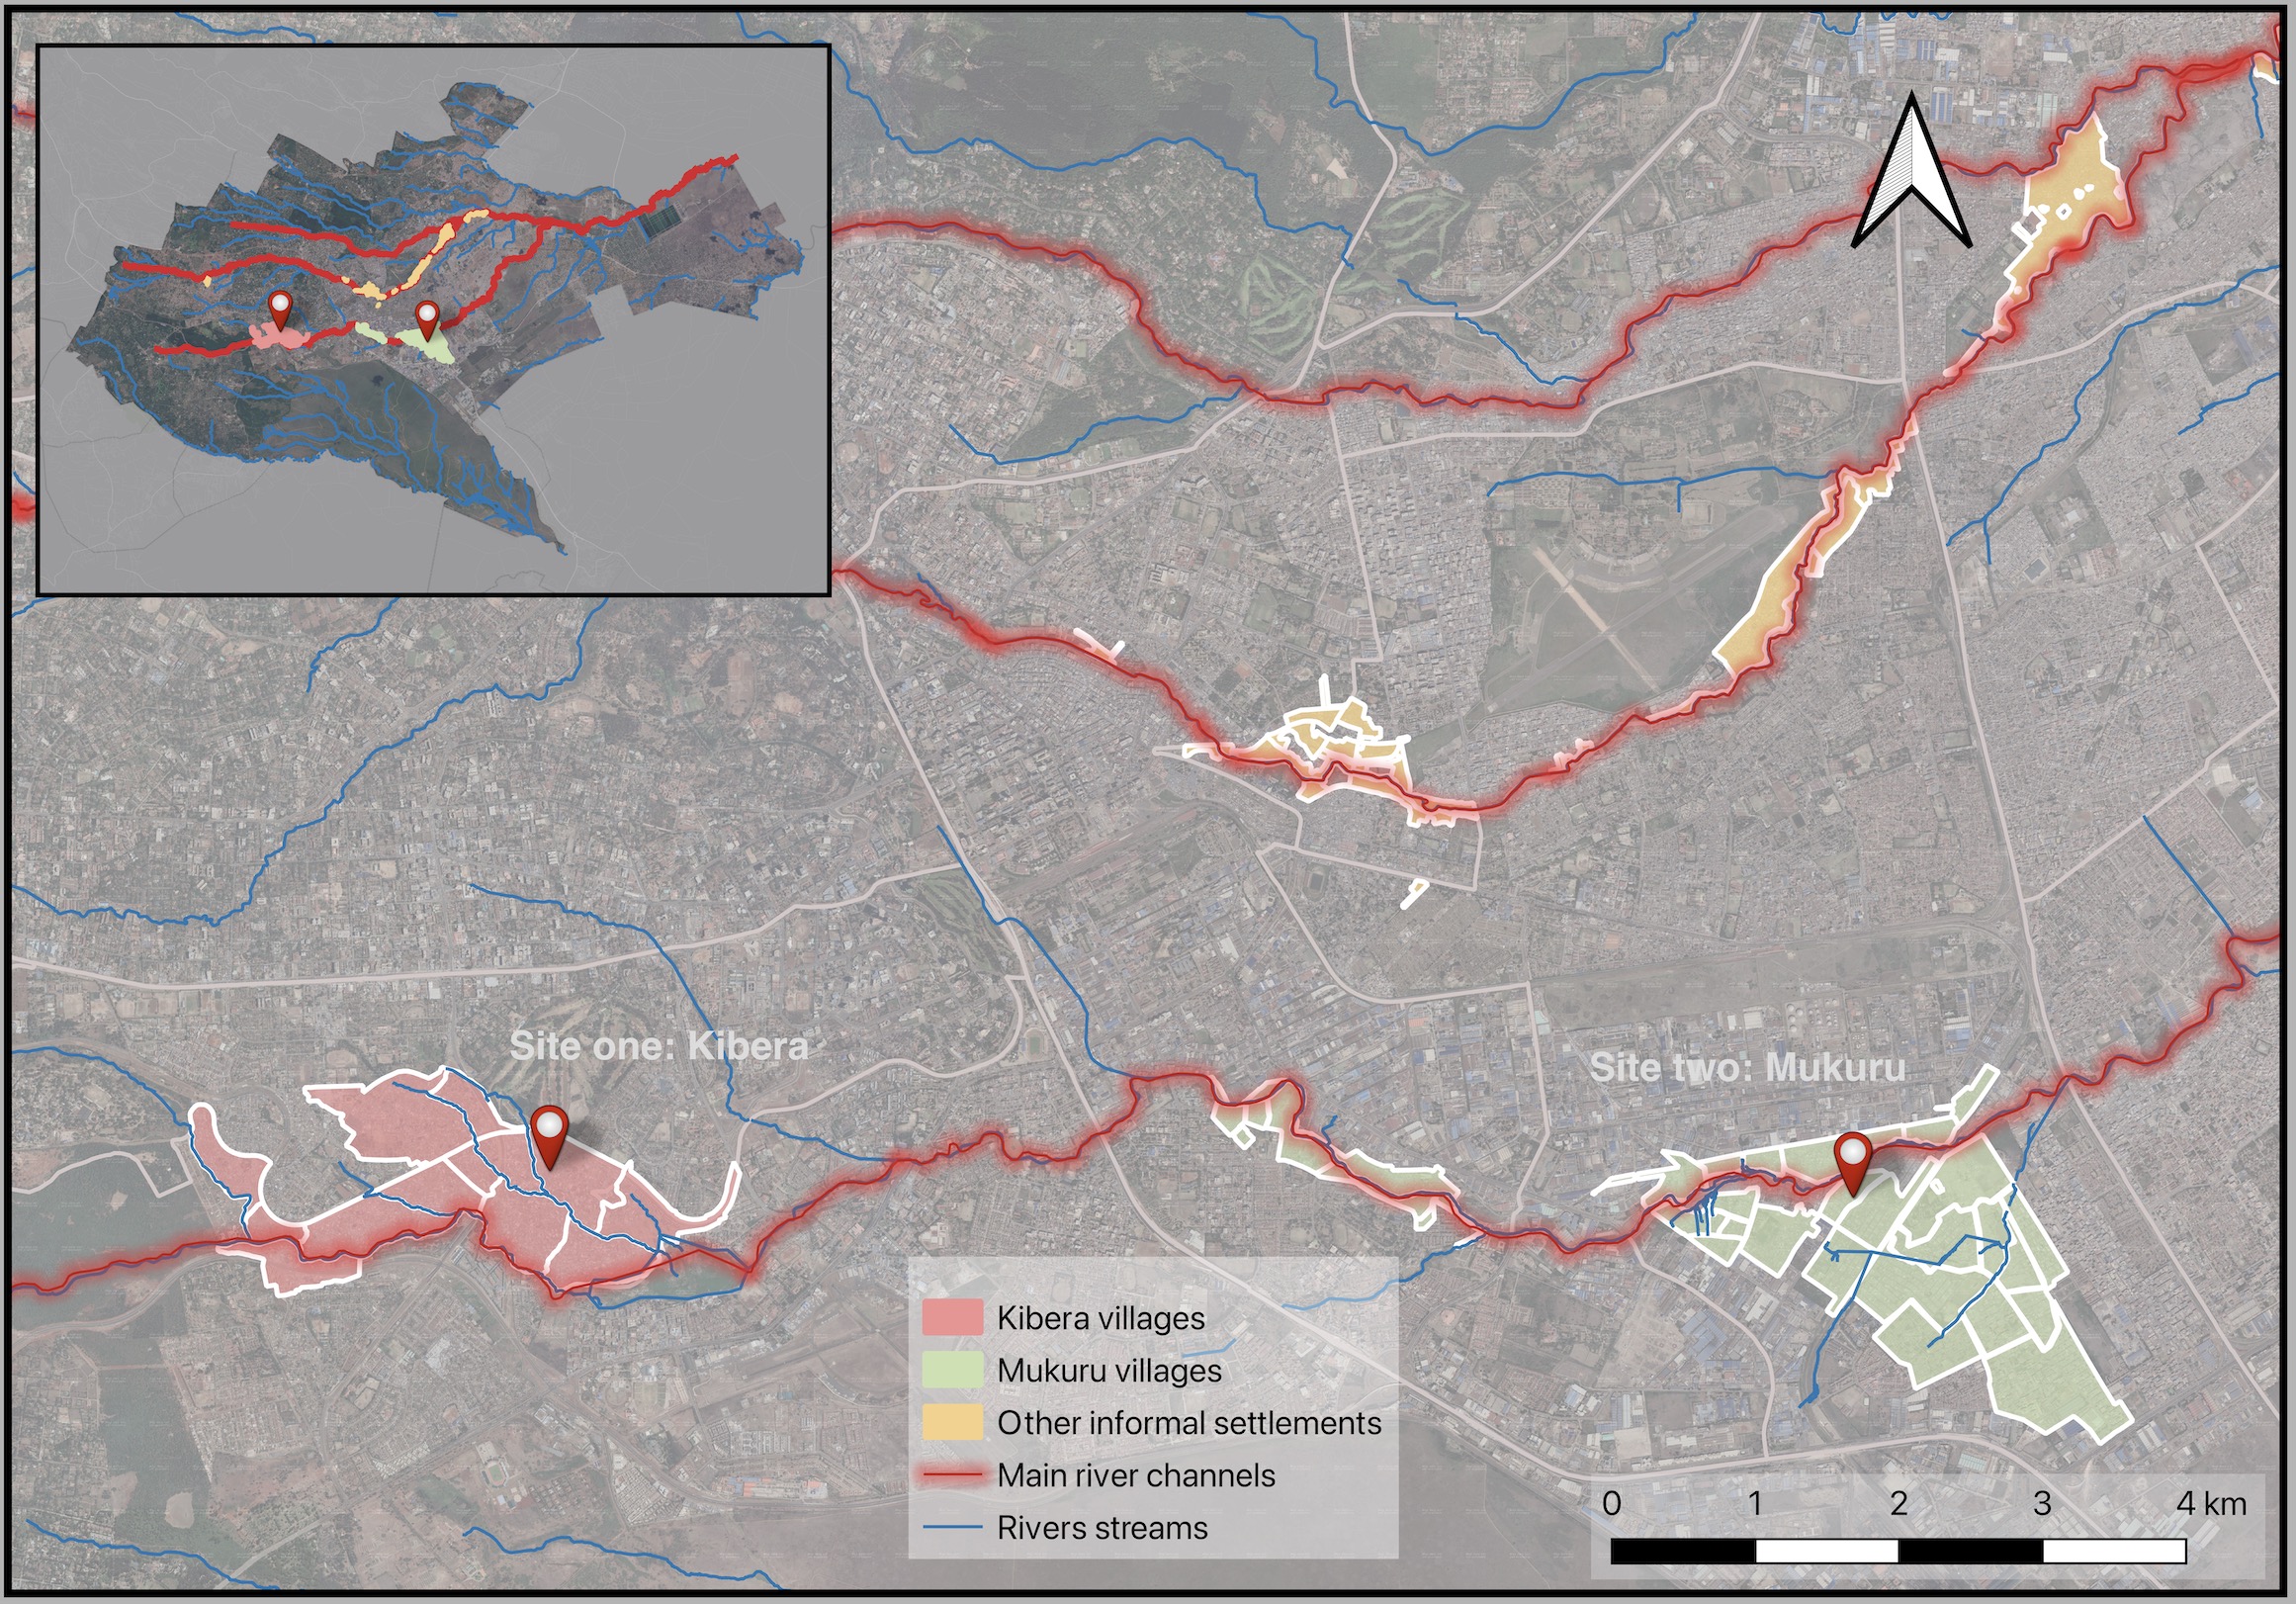 Site one: Kibera
Site two: Mukuru
Kibera villages
Mukuru villages
Other informal settlements
Main river channels
Rivers streams
0 1 2 3 4 km